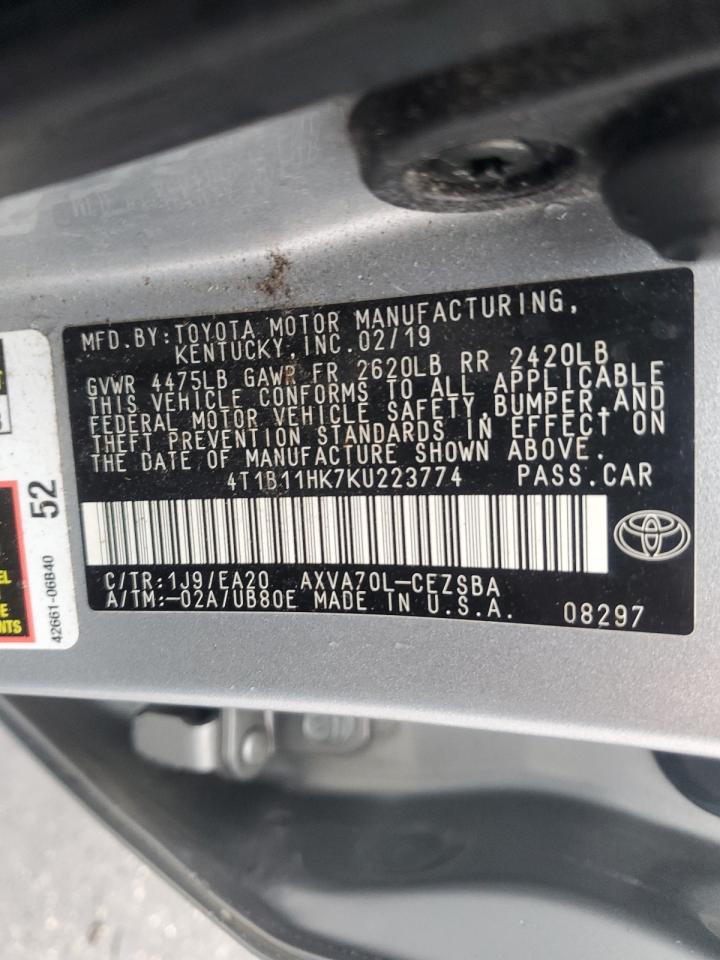 MFD. BY: TOYOTA MOTOR MANUFACTURING,
KENTUCKY, INC. 02/19
GVWR 4475LB GAWR FR 2620LB RR 2420LB
THIS VEHICLE CONFORMS TO ALL APPLICABLE
FEDERAL MOTOR VEHICLE SAFETY, BUMPER, AND
THEFT PREVENTION STANDARDS IN EFFECT ON
THE DATE OF MANUFACTURE SHOWN ABOVE.
4T1B11HK7KU223774 PASS. CAR
C/TR: 1J9/EA20 AXVA70L-CEZSBA
A/TM: -02A/UB80E MADE IN U.S.A. 08297
52
42661-06B40